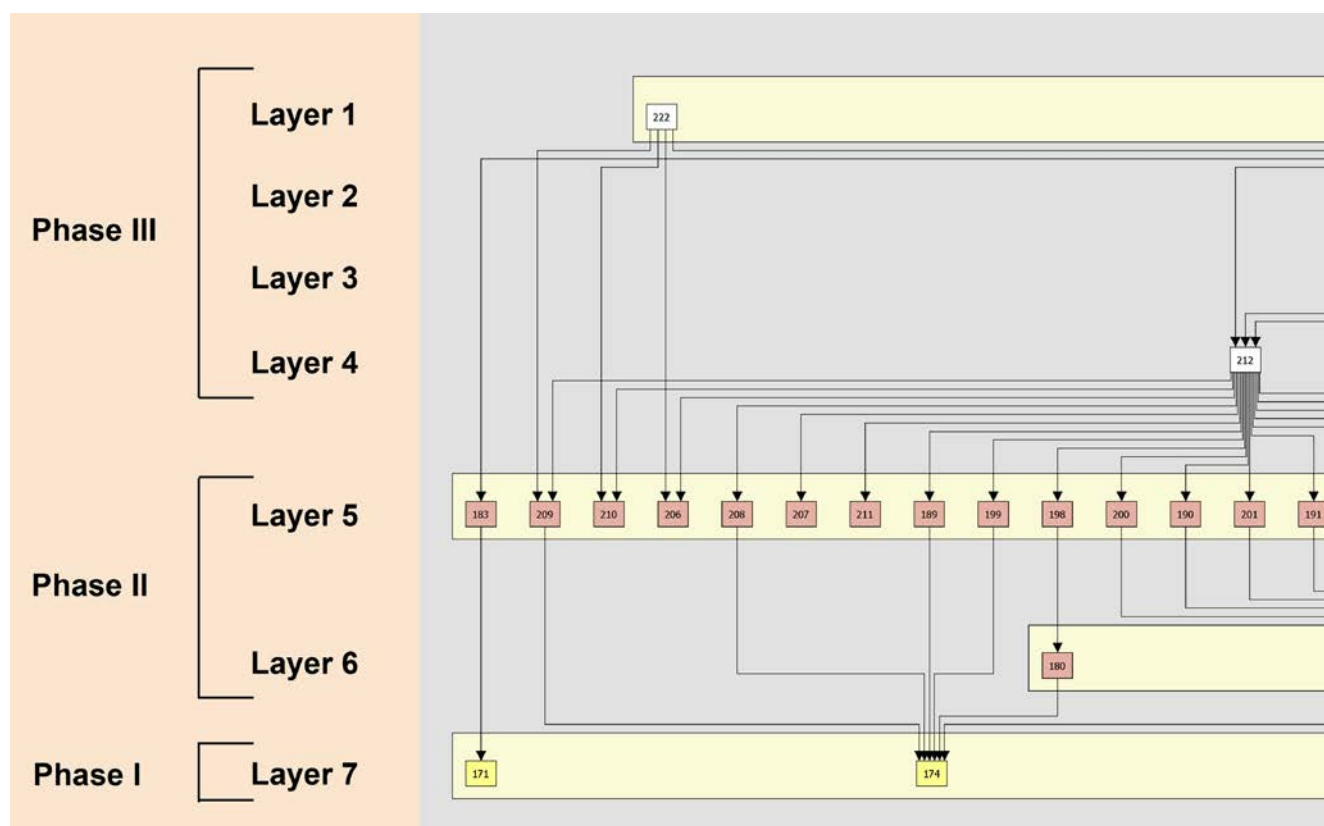 Layer 1
222
Layer 2
Phase III
Layer 3
Layer 4
212
Layer 5
183 209 210 206 208 207 211 189 199 198 200 190 201 191
Phase II
Layer 6
180
Phase I
Layer 7
171 174